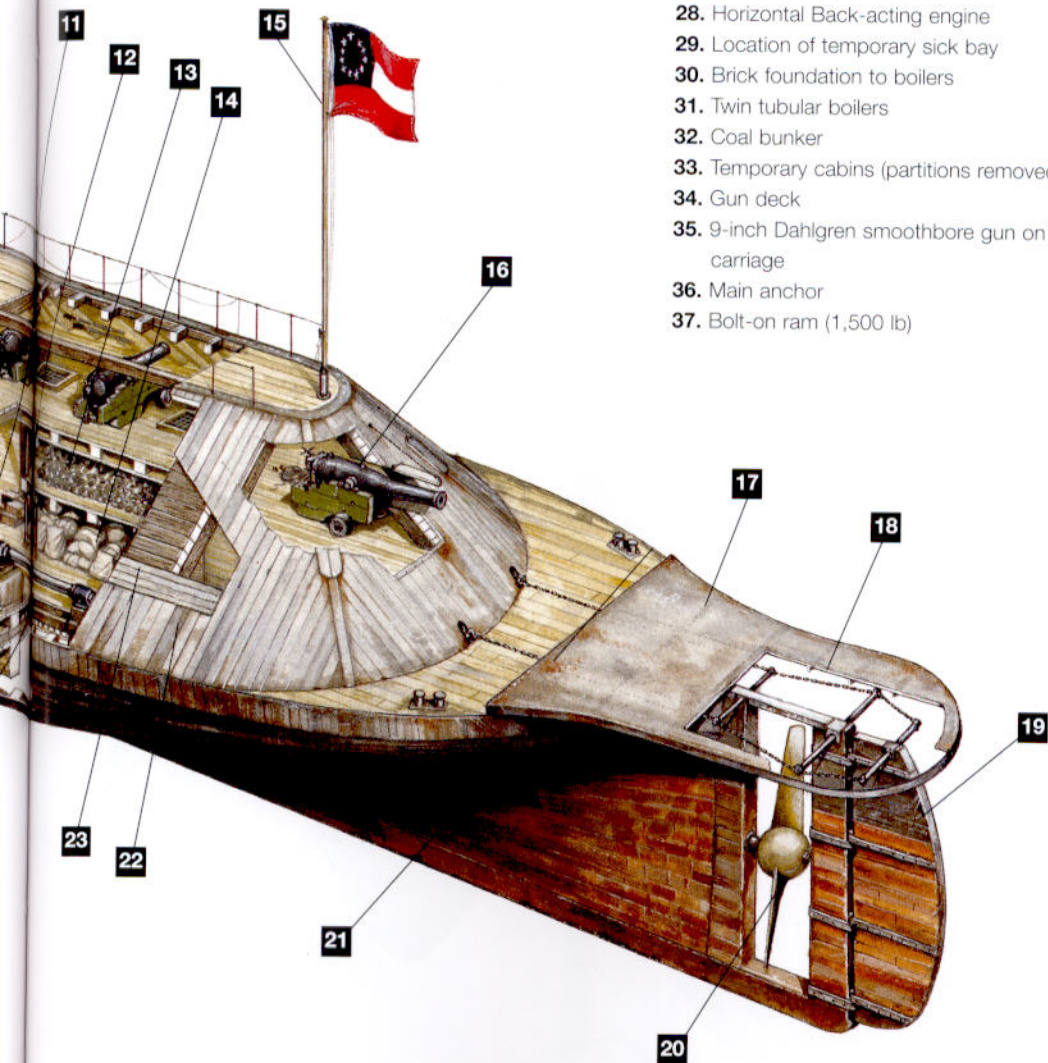 11
15
12
13
14
16
17
18
19
23
22
21
20
28. Horizontal Back-acting engine
29. Location of temporary sick bay
30. Brick foundation to boilers
31. Twin tubular boilers
32. Coal bunker
33. Temporary cabins (partitions removed
34. Gun deck
35. 9-inch Dahlgren smoothbore gun on
carriage
36. Main anchor
37. Bolt-on ram (1,500 lb)